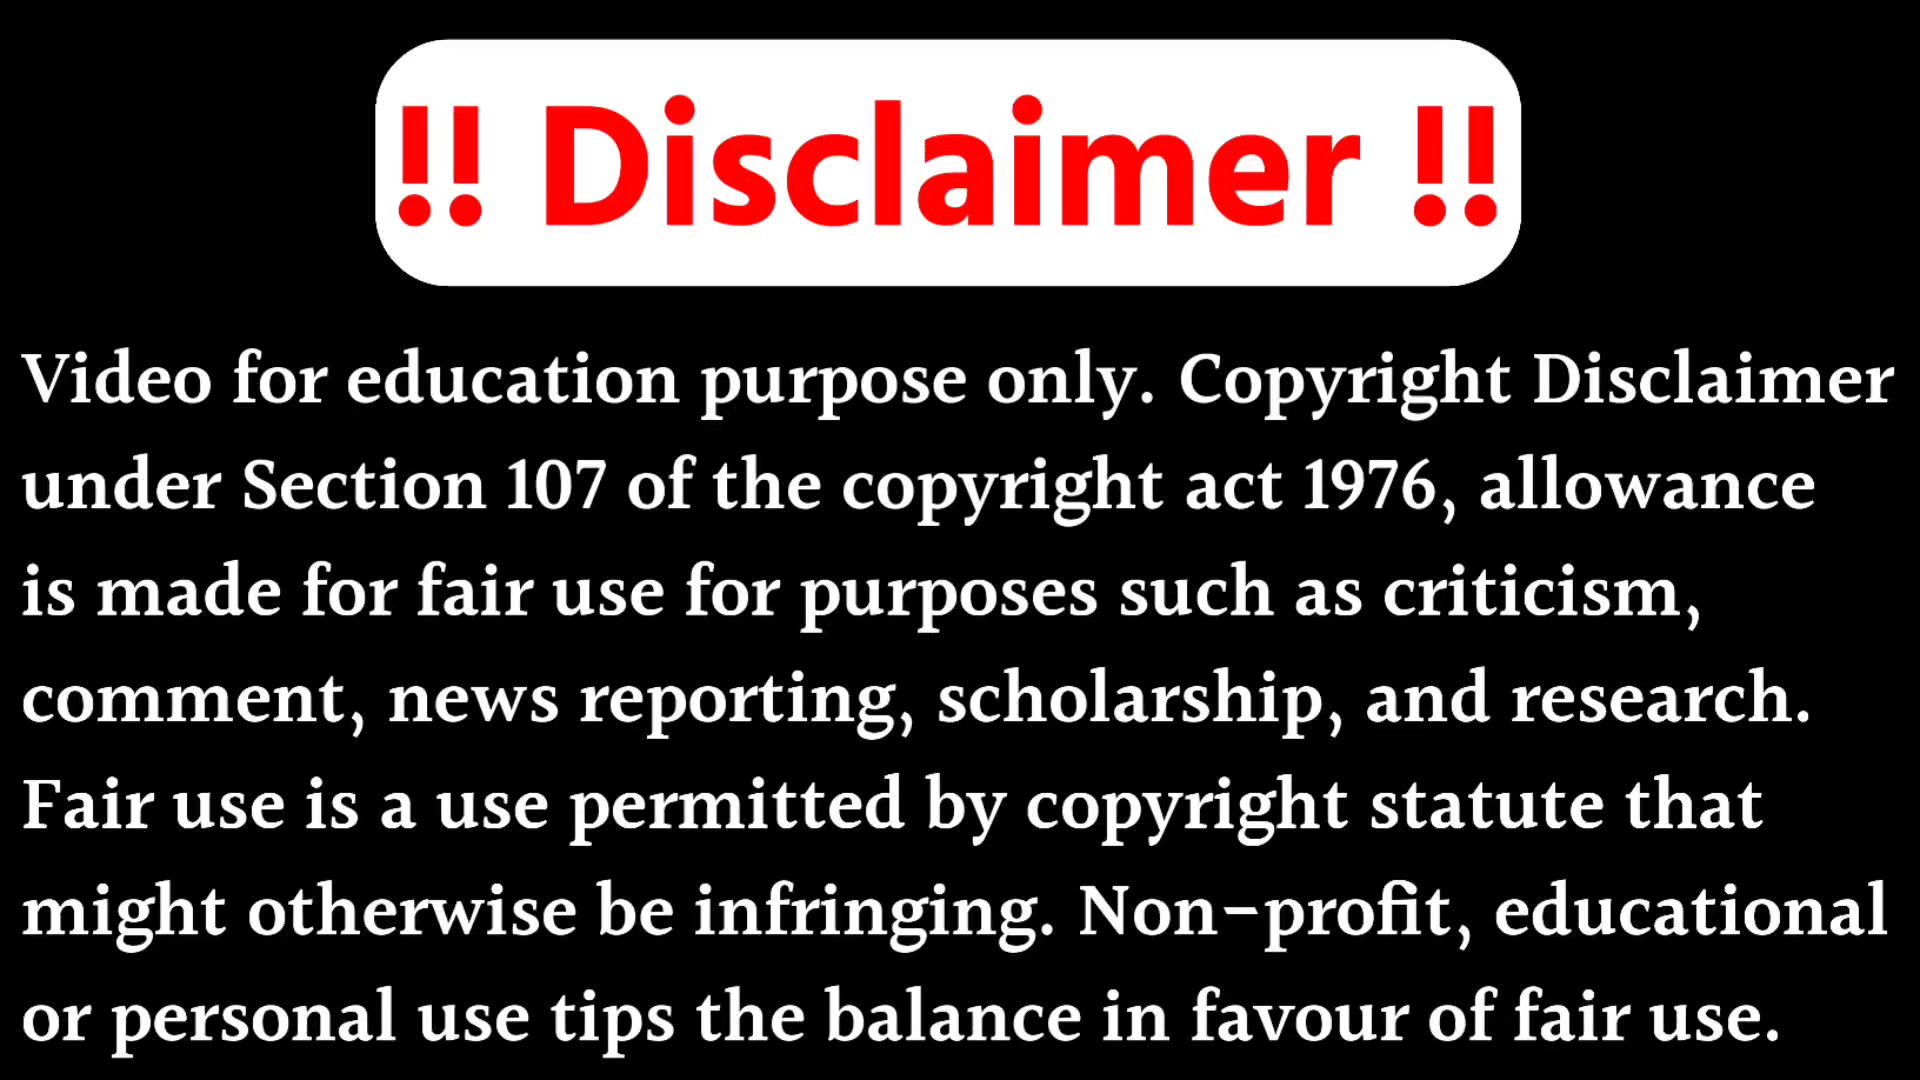 !! Disclaimer !!
Video for education purpose only. Copyright Disclaimer
under Section 107 of the copyright act 1976, allowance
is made for fair use for purposes such as criticism,
comment, news reporting, scholarship, and research.
Fair use is a use permitted by copyright statute that
might otherwise be infringing. Non-profit, educational
or personal use tips the balance in favour of fair use.